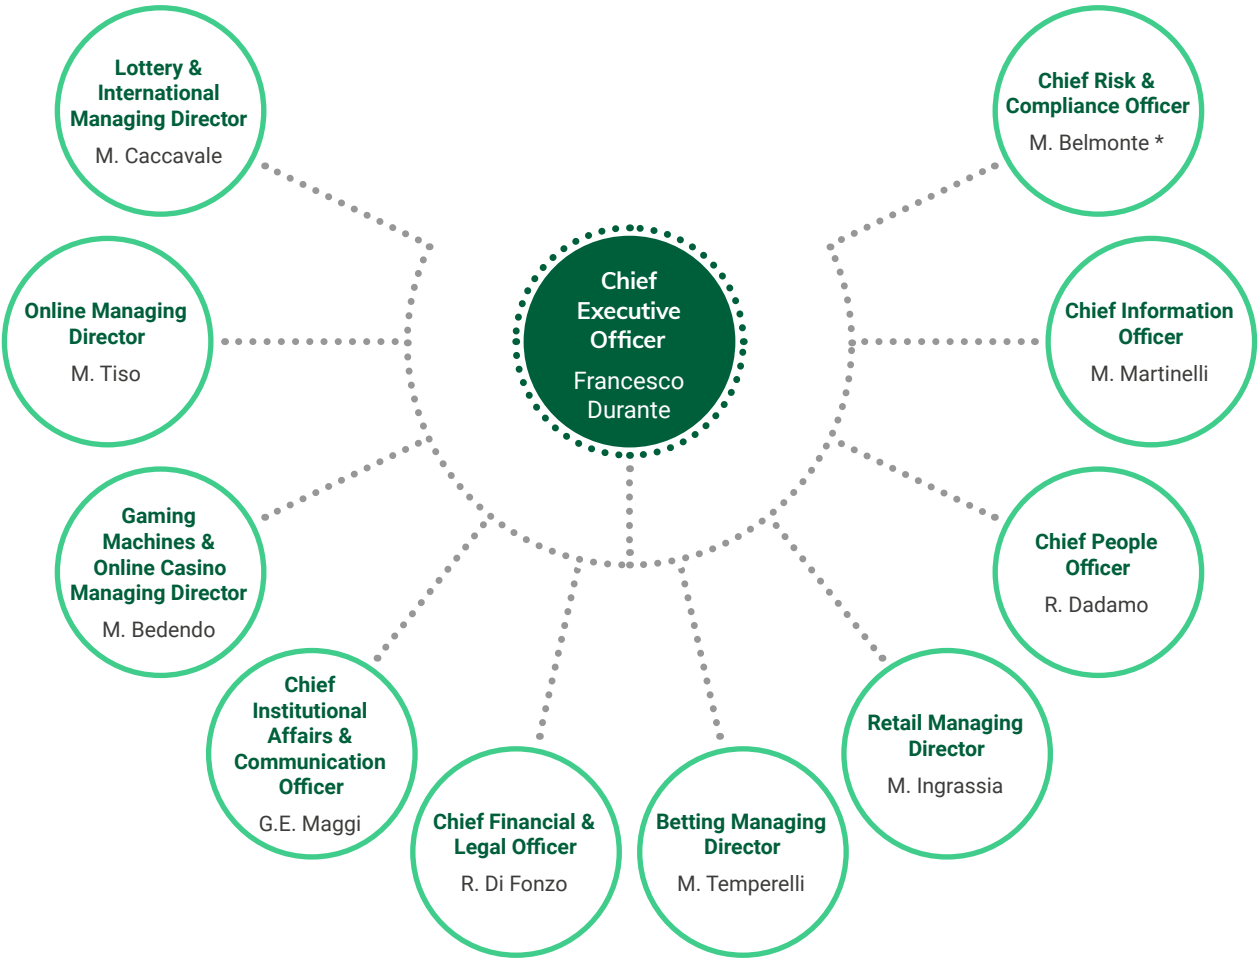 Lottery &
International
Managing Director
M. Caccavale
Chief Risk &
Compliance Officer
M. Belmonte *
Chief
Executive
Officer
Francesco
Durante
Online Managing
Director
M. Tiso
Chief Information
Officer
M. Martinelli
Gaming
Machines &
Online Casino
Managing Director
M. Bedendo
Chief People
Officer
R. Dadamo
Chief
Institutional
Affairs &
Communication
Officer
G.E. Maggi
Retail Managing
Director
M. Ingrassia
Chief Financial &
Legal Officer
R. Di Fonzo
Betting Managing
Director
M. Temperelli